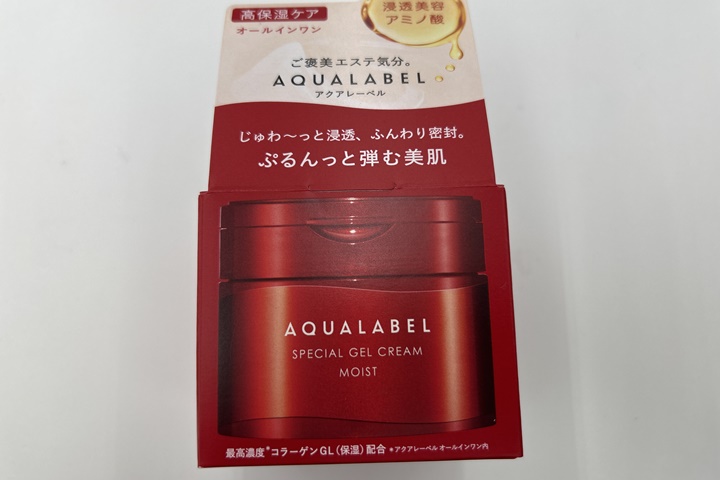 高保湿ケア
オールインワン
浸透美容
アミノ酸
ご褒美エステ気分。
AQUALABEL
アクアレーベル
じゅわ～っと浸透、ふんわり密封。
ぷるんっと弾む美肌
AQUALABEL
SPECIAL GEL CREAM
MOIST
最高濃度*コラーゲンGL(保湿)配合 *アクアレーベル オールインワン内